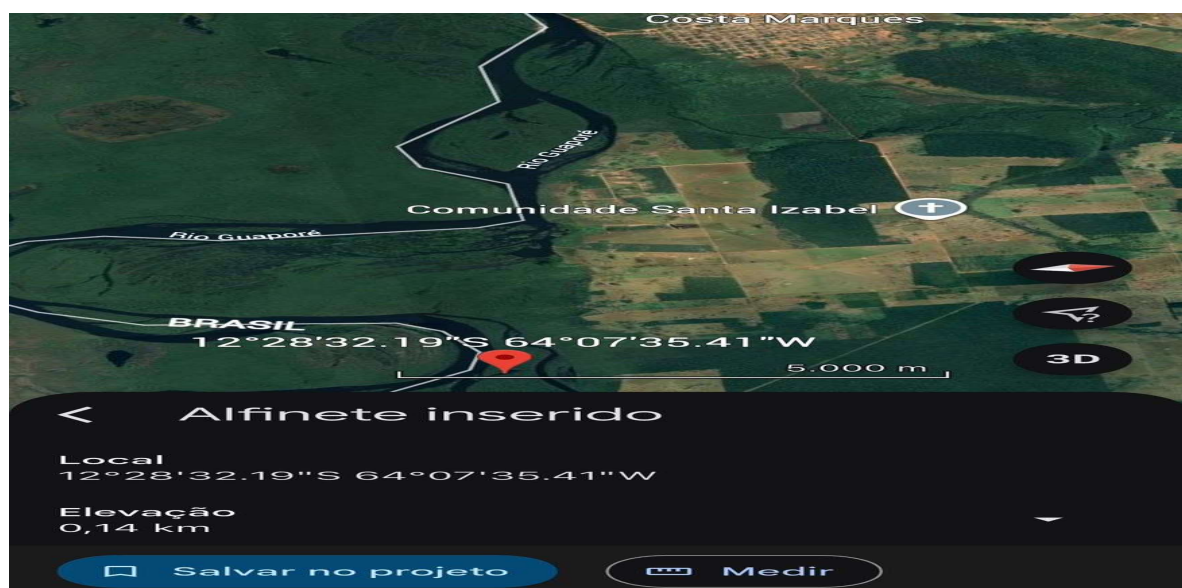 Costa Marques
Rio Guaporé
Comunidade Santa Izabel
Rio Guaporé
BRASIL
12°28'32.19"S 64°07'35.41"W
?
3D
5.000 m
Alfinete inserido
Local
12°28'32.19"S 64°07'35.41"W
Elevação
0,14 km
Salvar no projeto
Medir